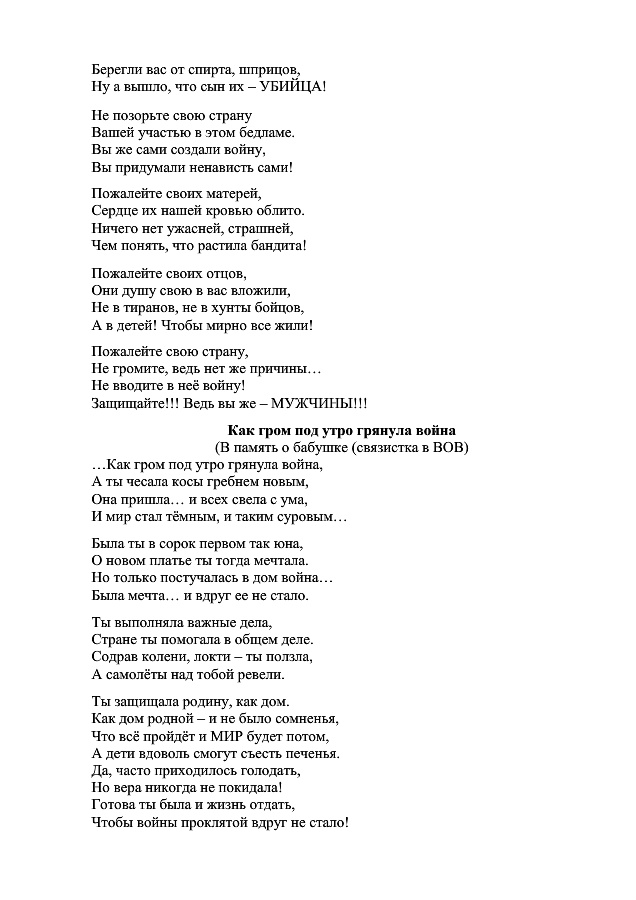 Берегли вас от спирта, шприцов,
Ну а вышло, что сын их – УБИЙЦА!
Не позорьте свою страну
Вашей участью в этом бедламе.
Вы же сами создали войну,
Вы придумали ненависть сами!
Пожалейте своих матерей,
Сердце их нашей кровью облито.
Ничего нет ужасней, страшней,
Чем понять, что растила бандита!
Пожалейте своих отцов,
Они душу свою в вас вложили,
Не в тиранов, не в хунты бойцов,
А в детей! Чтобы мирно все жили!
Пожалейте свою страну,
Не громите, ведь нет же причины…
Не вводите в неё войну!
Защищайте!!! Ведь вы же – МУЖЧИНЫ!!!
Как гром под утро грянула война
(В память о бабушке (связистка в ВОВ)
…Как гром под утро грянула война,
А ты чесала косы гребнем новым,
Она пришла… и всех свела с ума,
И мир стал тёмным, и таким суровым…
Была ты в сорок первом так юна,
О новом платье ты тогда мечтала.
Но только постучалась в дом война…
Была мечта… и вдруг ее не стало.
Ты выполняла важные дела,
Стране ты помогала в общем деле.
Содрав колени, локти – ты ползла,
А самолёты над тобой ревели.
Ты защищала родину, как дом.
Как дом родной – и не было сомненья,
Что всё пройдёт и МИР будет потом,
А дети вдоволь смогут съесть печенья.
Да, часто приходилось голодать,
Но вера никогда не покидала!
Готова ты была и жизнь отдать,
Чтобы войны проклятой вдруг не стало!